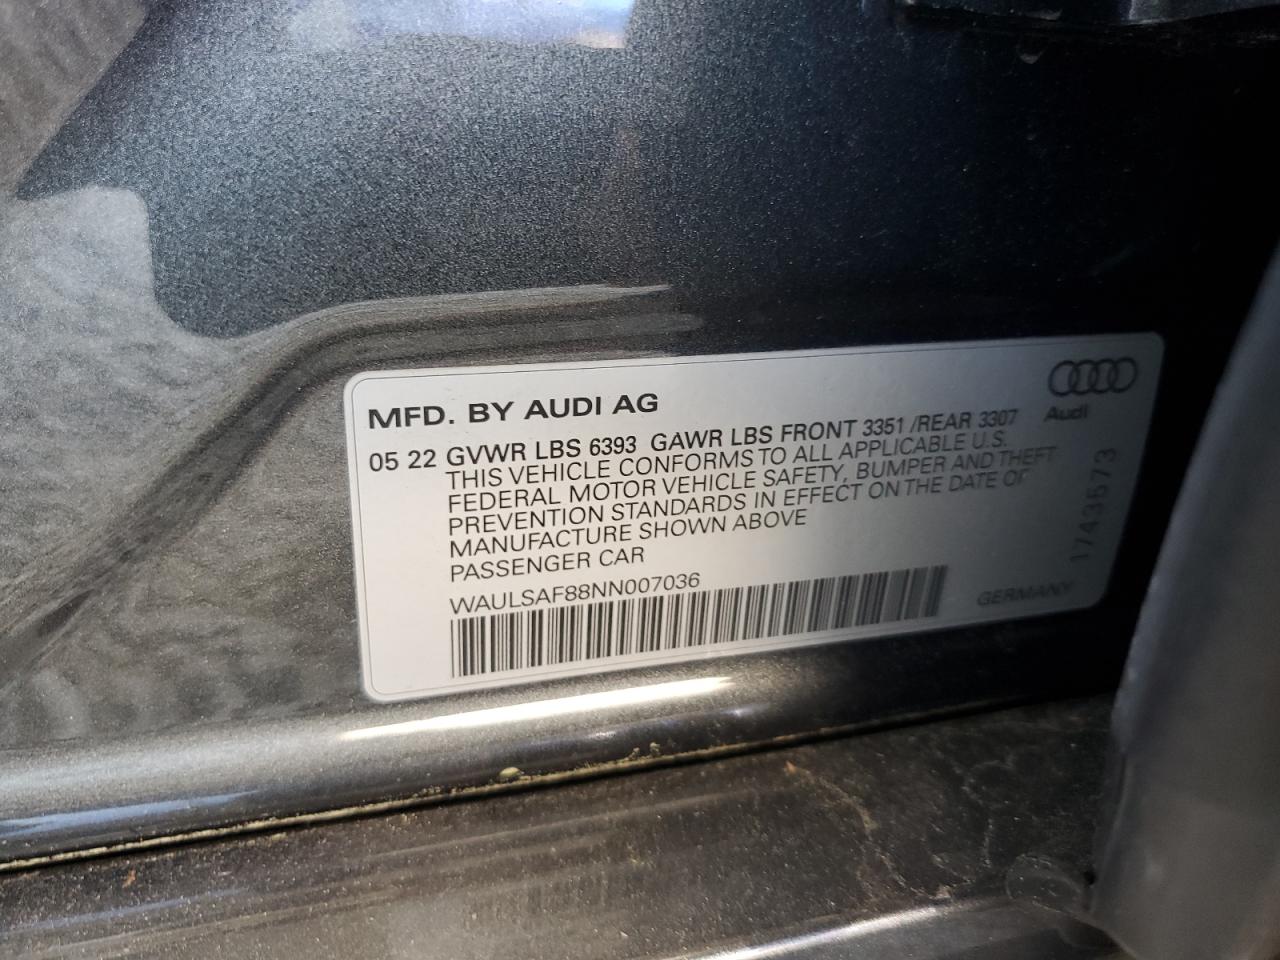 MFD. BY AUDI AG
Audi
05 22 GVWR LBS 6393 GAWR LBS FRONT 3351 /REAR 3307
THIS VEHICLE CONFORMS TO ALL APPLICABLE U.S.
FEDERAL MOTOR VEHICLE SAFETY, BUMPER AND THEFT
PREVENTION STANDARDS IN EFFECT ON THE DATE OF
MANUFACTURE SHOWN ABOVE
PASSENGER CAR
WAULSAF88NN007036
GERMANY
1743573